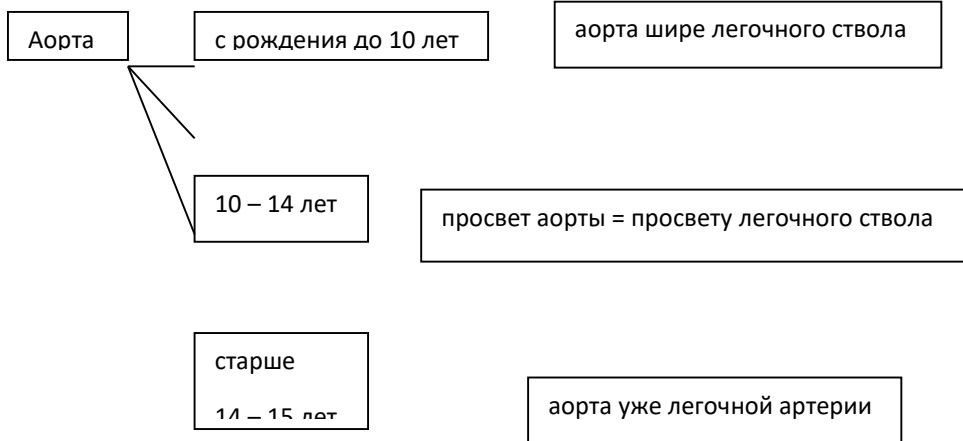 Аорта
с рождения до 10 лет
аорта шире легочного ствола
10 – 14 лет
просвет аорты = просвету легочного ствола
старше
14 – 15 лет
аорта уже легочной артерии